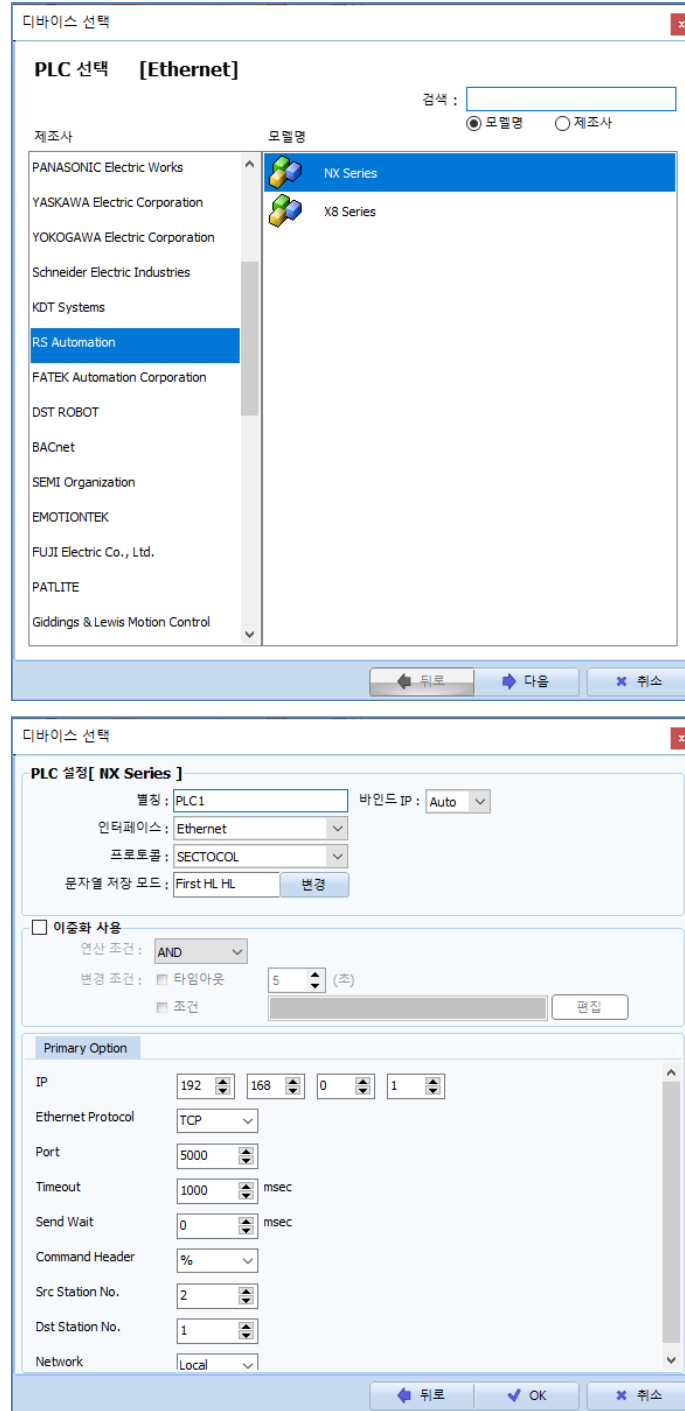 디바이스 선택
x
PLC 선택 [Ethernet]
검색 :
모델명 제조사
제조사 모델명
PANASONIC Electric Works
YASKAWA Electric Corporation
YOKOGAWA Electric Corporation
Schneider Electric Industries
KDT Systems
RS Automation
FATEK Automation Corporation
DST ROBOT
BACnet
SEMI Organization
EMOTIONTEK
FUJI Electric Co., Ltd.
PATLITE
Giddings & Lewis Motion Control
NX Series
X8 Series
뒤로 다음 취소
디바이스 선택
x
PLC 설정[ NX Series ]
별칭 : PLC1 바인드 IP : Auto
인터페이스 : Ethernet
프로토콜 : SECTOCOL
문자열 저장 모드 : First HL HL 변경
이중화 사용
연산 조건 : AND
변경 조건 : 타임아웃 5 (초)
조건 편집
Primary Option
IP 192 168 0 1
Ethernet Protocol TCP
Port 5000
Timeout 1000 msec
Send Wait 0 msec
Command Header %
Src Station No. 2
Dst Station No. 1
Network Local
뒤로 OK 취소